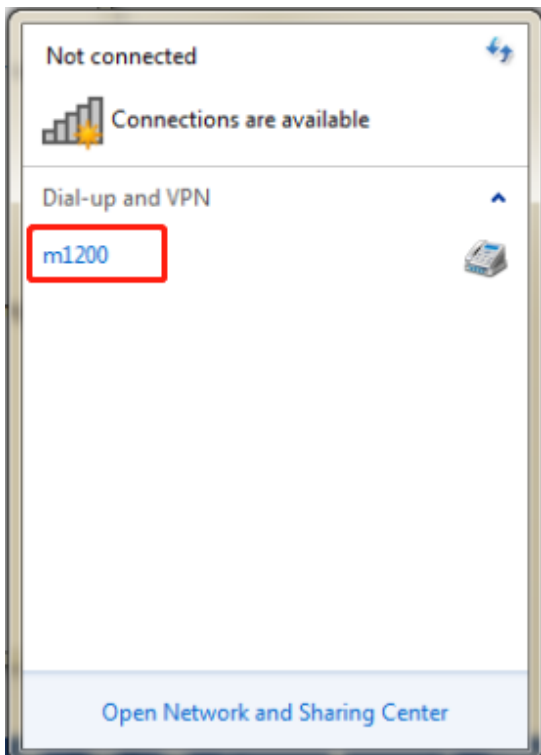 Not connected
Connections are available
Dial-up and VPN
m1200
Open Network and Sharing Center